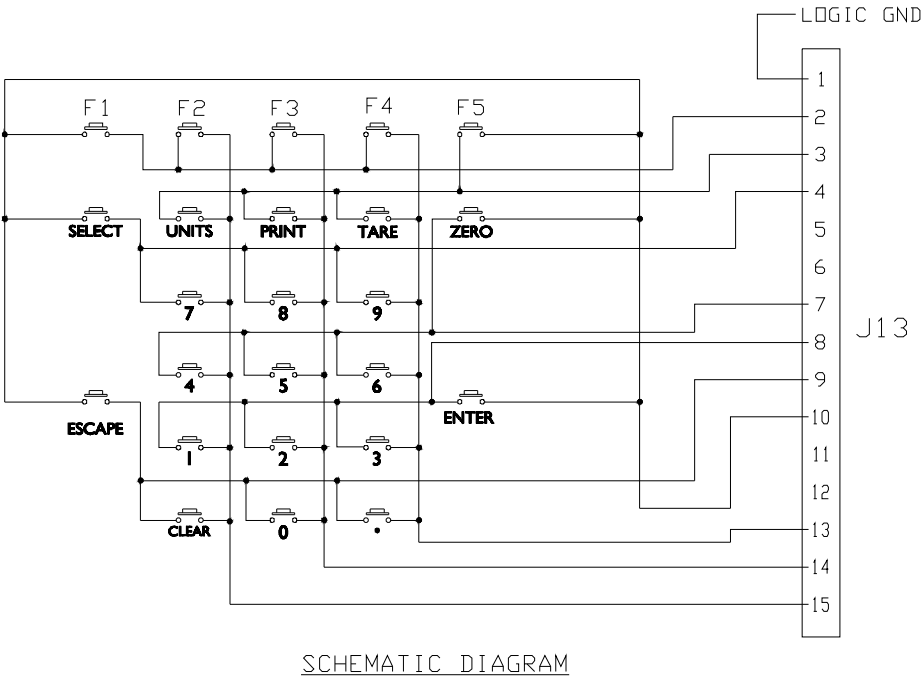 LOGIC GND
1
F1 F2 F3 F4 F5
2
3
4
SELECT UNITS PRINT TARE ZERO
5
6
7 8 9
7
J13
8
4 5 6
9
ESCAPE
ENTER
10
1 2 3
11
12
CLEAR 0 .
13
14
15
SCHEMATIC DIAGRAM